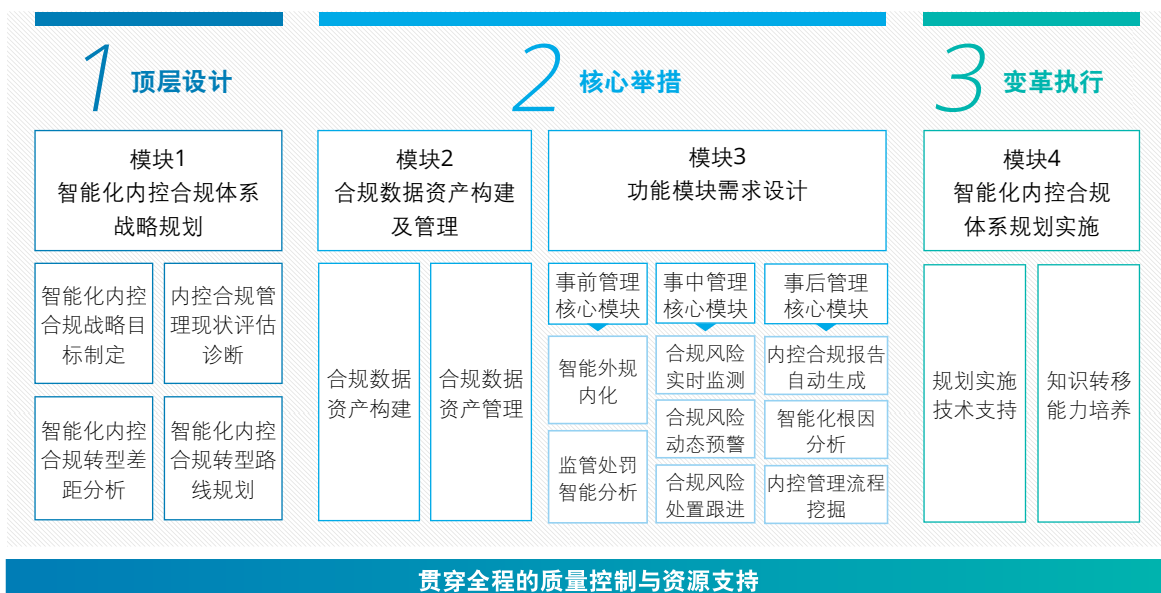 1 顶层设计
模块1
智能化内控合规体系
战略规划
智能化内控
合规战略目
标制定
内控合规管
理现状评估
诊断
智能化内控
合规转型差
距分析
智能化内控
合规转型路
线规划
2 核心举措
模块2
合规数据资产构建
及管理
合规数据
资产构建
合规数据
资产管理
模块3
功能模块需求设计
事前管理
核心模块
智能外规
内化
监管处罚
智能分析
事中管理
核心模块
合规风险
实时监测
合规风险
动态预警
合规风险
处置跟进
事后管理
核心模块
内控合规报告
自动生成
智能化根因
分析
内控管理流程
挖掘
3 变革执行
模块4
智能化内控合规
体系规划实施
规划实施
技术支持
知识转移
能力培养
贯穿全程的质量控制与资源支持